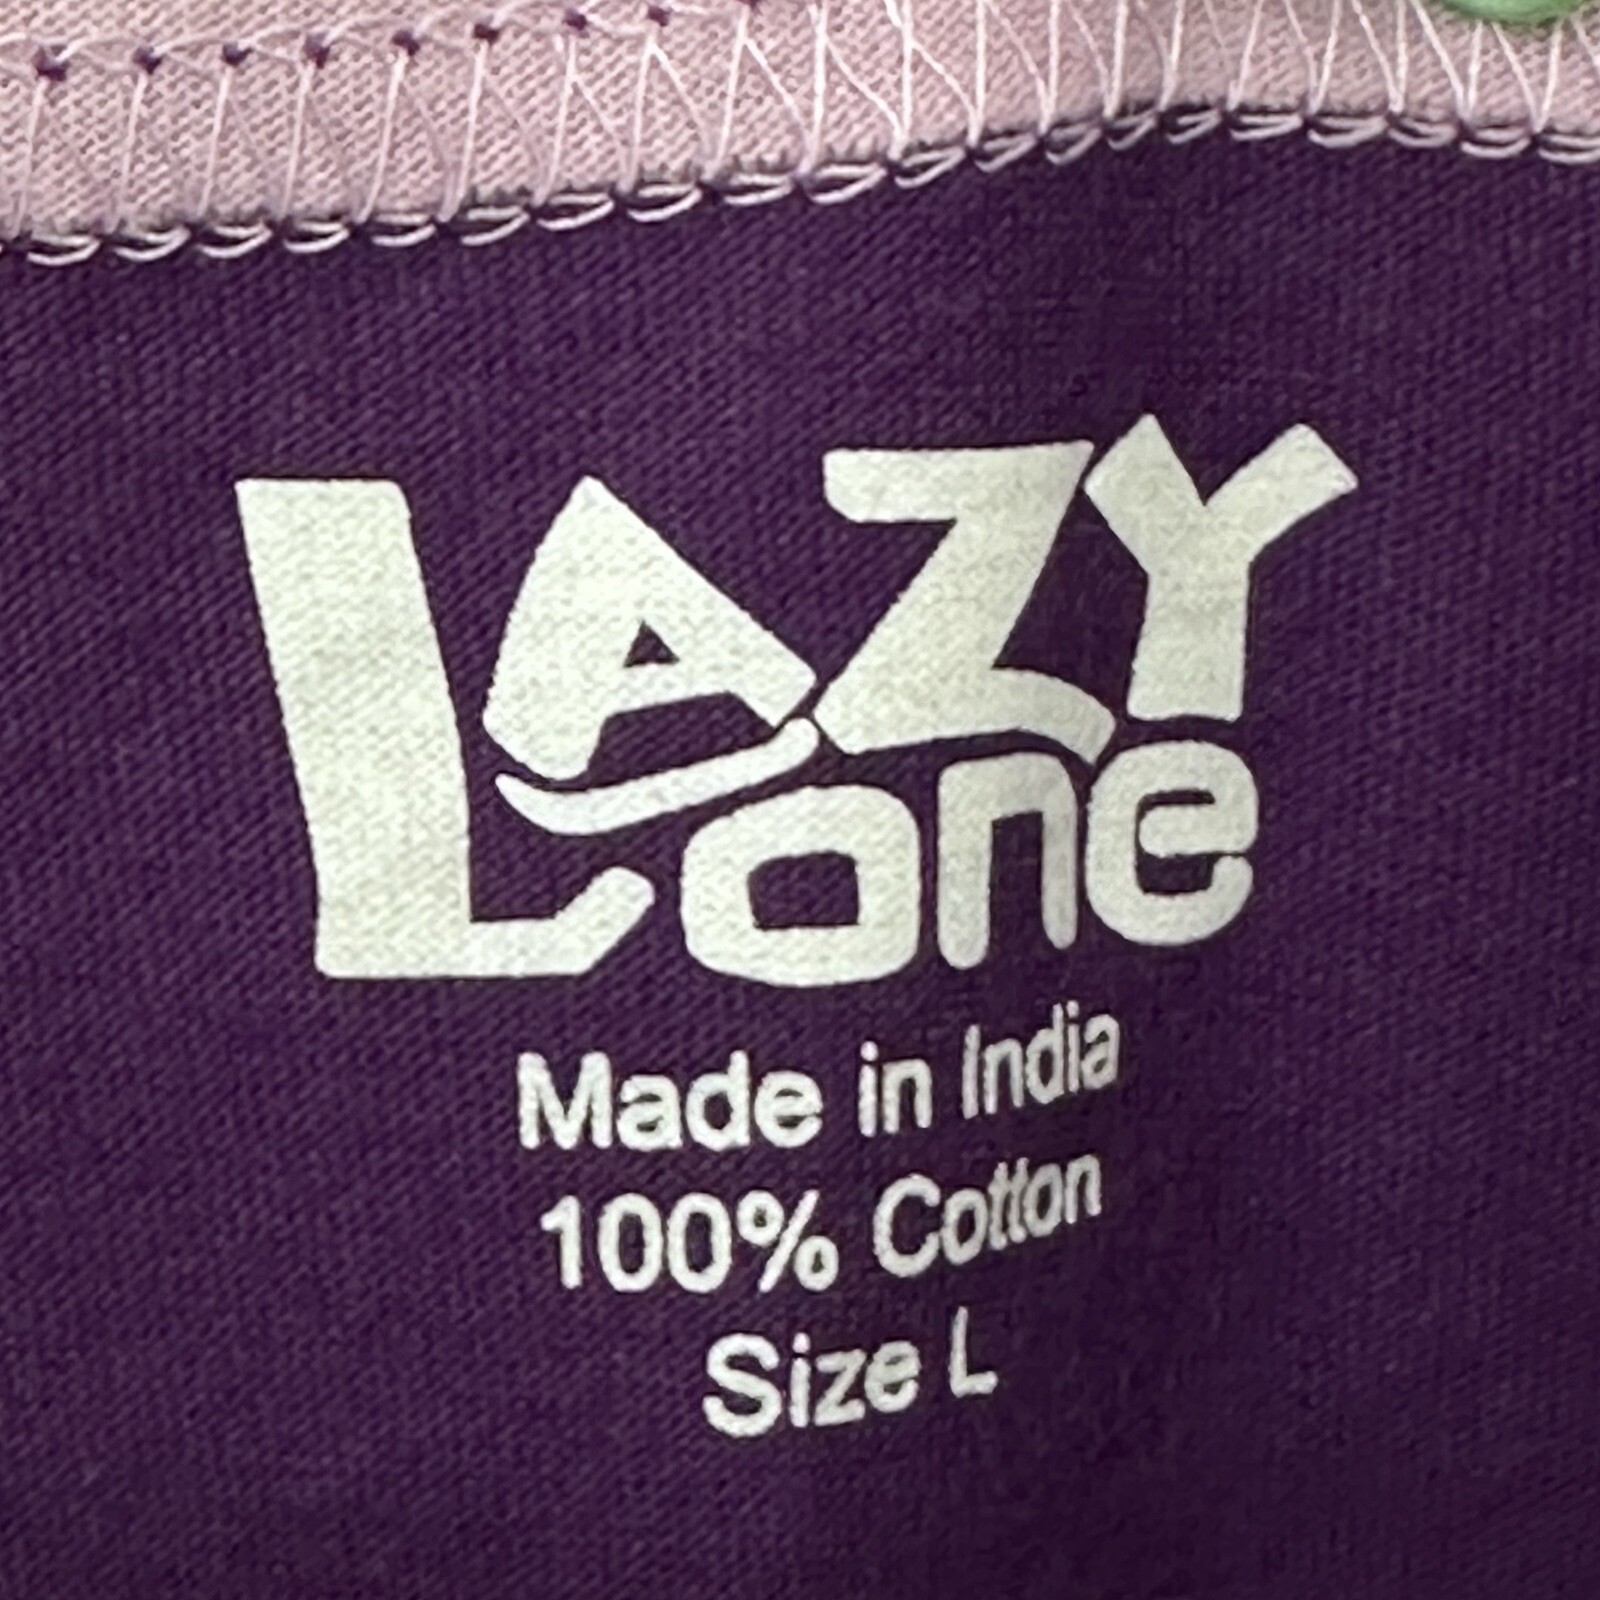 LAZY
one
Made in India
100% Cotton
Size L